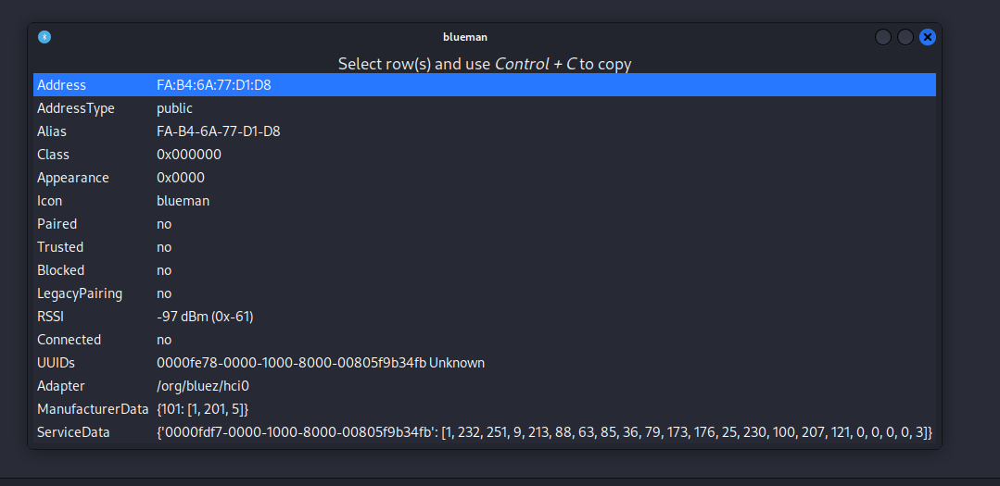 blueman
Select row(s) and use Control + C to copy
Address FA:B4:6A:77:D1:D8
AddressType public
Alias FA-B4-6A-77-D1-D8
Class 0x000000
Appearance 0x0000
Icon blueman
Paired no
Trusted no
Blocked no
LegacyPairing no
RSSI -97 dBm (0x-61)
Connected no
UUIDs 0000fe78-0000-1000-8000-00805f9b34fb Unknown
Adapter /org/bluez/hci0
ManufacturerData {101: [1, 201, 5]}
ServiceData {'0000fdf7-0000-1000-8000-00805f9b34fb': [1, 232, 251, 9, 213, 88, 63, 85, 36, 79, 173, 176, 25, 230, 100, 207, 121, 0, 0, 0, 0, 3]}